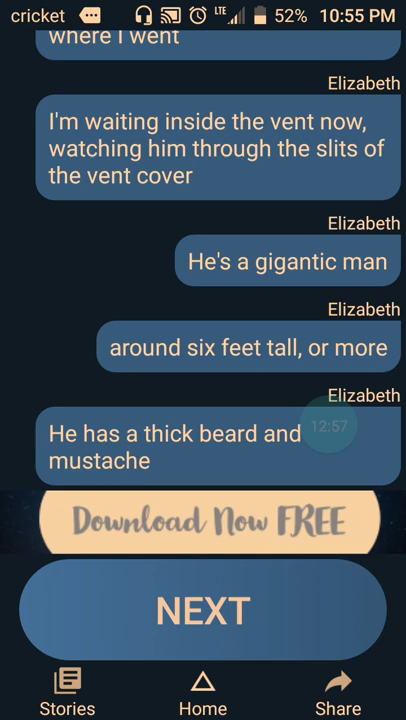 cricket LTE 52% 10:55 PM
where I went
Elizabeth
I'm waiting inside the vent now,
watching him through the slits of
the vent cover
Elizabeth
He's a gigantic man
Elizabeth
around six feet tall, or more
Elizabeth
He has a thick beard and
mustache
12:57
Download Now FREE
NEXT
Stories Home Share